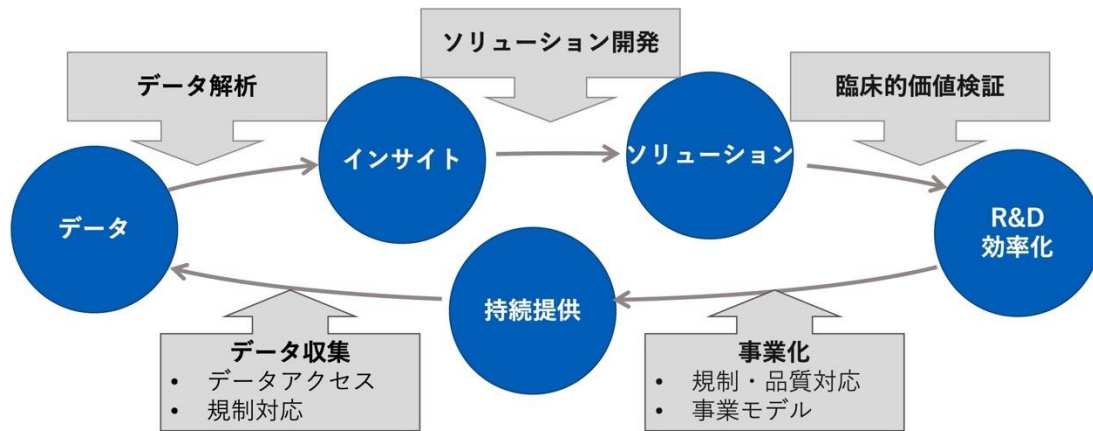 ソリューション開発
データ解析
臨床的価値検証
インサイト
ソリューション
データ
R&D
効率化
持続提供
データ収集
• データアクセス
• 規制対応
事業化
• 規制・品質対応
• 事業モデル